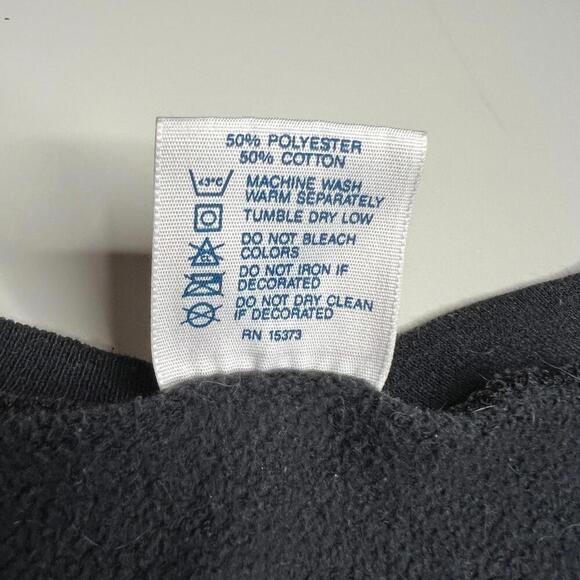 50% POLYESTER
50% COTTON
MACHINE WASH
WARM SEPARATELY
TUMBLE DRY LOW
DO NOT BLEACH
COLORS
DO NOT IRON IF
DECORATED
DO NOT DRY CLEAN
IF DECORATED
RN 15373